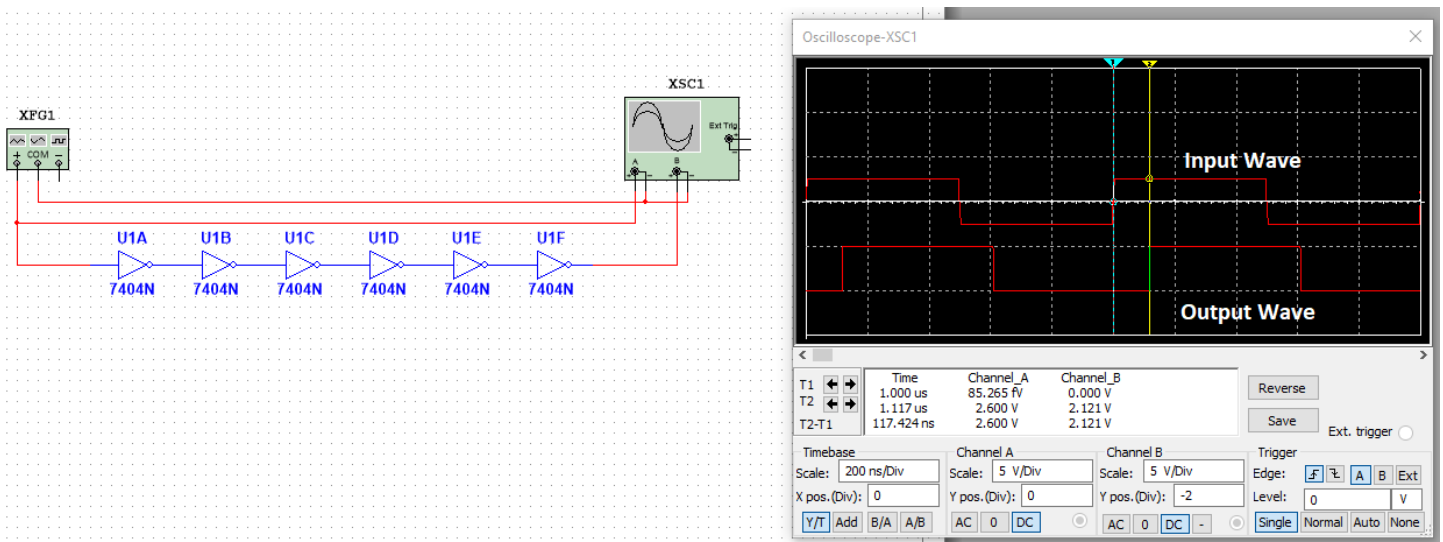 XFG1
COM
XSC1
Ext Trig
A B
U1A U1B U1C U1D U1E U1F
7404N 7404N 7404N 7404N 7404N 7404N
Oscilloscope-XSC1
Input Wave
Output Wave
Time Channel_A Channel_B
T1 1.000 us 85.265 fV 0.000 V
T2 1.117 us 2.600 V 2.121 V
T2-T1 117.424 ns 2.600 V 2.121 V
Reverse
Save
Ext. trigger
Timebase Channel A Channel B Trigger
Scale: 200 ns/Div Scale: 5 V/Div Scale: 5 V/Div Edge: A B Ext
X pos.(Div): 0 Y pos.(Div): 0 Y pos.(Div): -2 Level: 0 V
Y/T Add B/A A/B AC 0 DC AC 0 DC - Single Normal Auto None